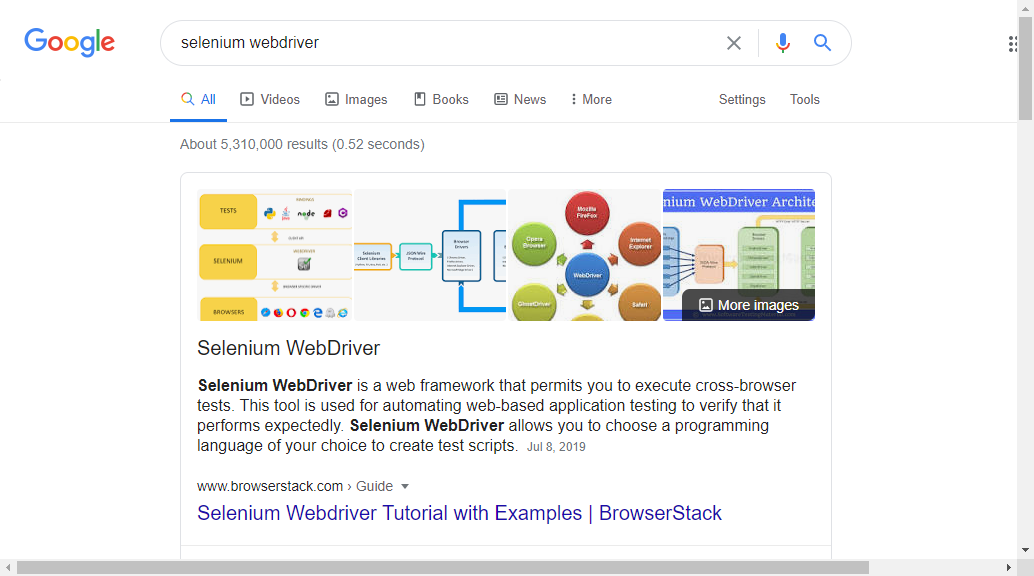 Google
selenium webdriver
All Videos Images Books News More Settings Tools
About 5,310,000 results (0.52 seconds)
TESTS
node
SELENIUM
WEBDRIVER
BROWSERS
Selenium
Client Libraries
JSON Wire
Protocol
Browser
Drivers
Mozilla
FireFox
Opera
Browser
Internet
Explorer
WebDriver
GhostDriver
Safari
nium WebDriver Archite
More images
Selenium WebDriver
Selenium WebDriver is a web framework that permits you to execute cross-browser
tests. This tool is used for automating web-based application testing to verify that it
performs expectedly. Selenium WebDriver allows you to choose a programming
language of your choice to create test scripts. Jul 8, 2019
www.browserstack.com › Guide
Selenium Webdriver Tutorial with Examples | BrowserStack